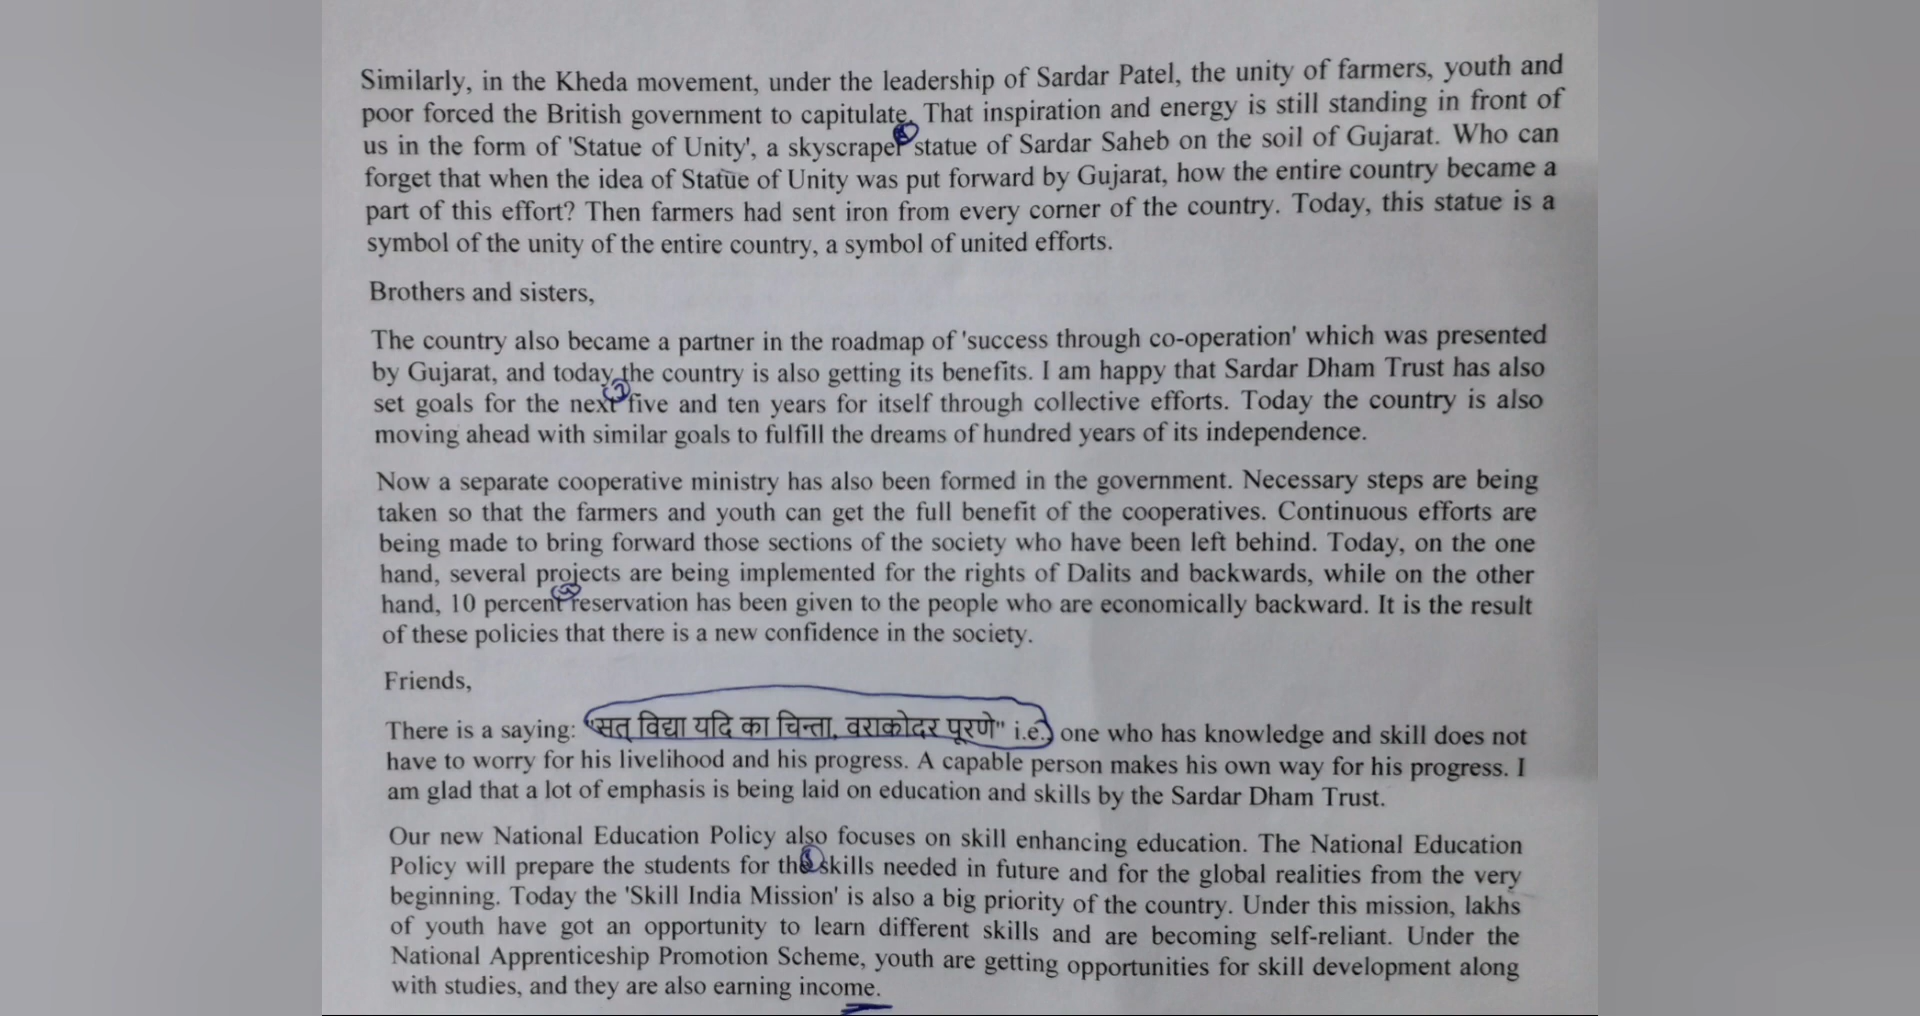 Similarly, in the Kheda movement, under the leadership of Sardar Patel, the unity of farmers, youth and
poor forced the British government to capitulate. That inspiration and energy is still standing in front of
us in the form of 'Statue of Unity', a skyscraper statue of Sardar Saheb on the soil of Gujarat. Who can
forget that when the idea of Statue of Unity was put forward by Gujarat, how the entire country became a
part of this effort? Then farmers had sent iron from every corner of the country. Today, this statue is a
symbol of the unity of the entire country, a symbol of united efforts.
Brothers and sisters,
The country also became a partner in the roadmap of 'success through co-operation' which was presented
by Gujarat, and today the country is also getting its benefits. I am happy that Sardar Dham Trust has also
set goals for the next five and ten years for itself through collective efforts. Today the country is also
moving ahead with similar goals to fulfill the dreams of hundred years of its independence.
Now a separate cooperative ministry has also been formed in the government. Necessary steps are being
taken so that the farmers and youth can get the full benefit of the cooperatives. Continuous efforts are
being made to bring forward those sections of the society who have been left behind. Today, on the one
hand, several projects are being implemented for the rights of Dalits and backwards, while on the other
hand, 10 percent reservation has been given to the people who are economically backward. It is the result
of these policies that there is a new confidence in the society.
Friends,
There is a saying: "सत् विद्या यदि का चिन्ता, वराकोदर पूरणे" i.e., one who has knowledge and skill does not
have to worry for his livelihood and his progress. A capable person makes his own way for his progress. I
am glad that a lot of emphasis is being laid on education and skills by the Sardar Dham Trust.
Our new National Education Policy also focuses on skill enhancing education. The National Education
Policy will prepare the students for the skills needed in future and for the global realities from the very
beginning. Today the 'Skill India Mission' is also a big priority of the country. Under this mission, lakhs
of youth have got an opportunity to learn different skills and are becoming self-reliant. Under the
National Apprenticeship Promotion Scheme, youth are getting opportunities for skill development along
with studies, and they are also earning income.